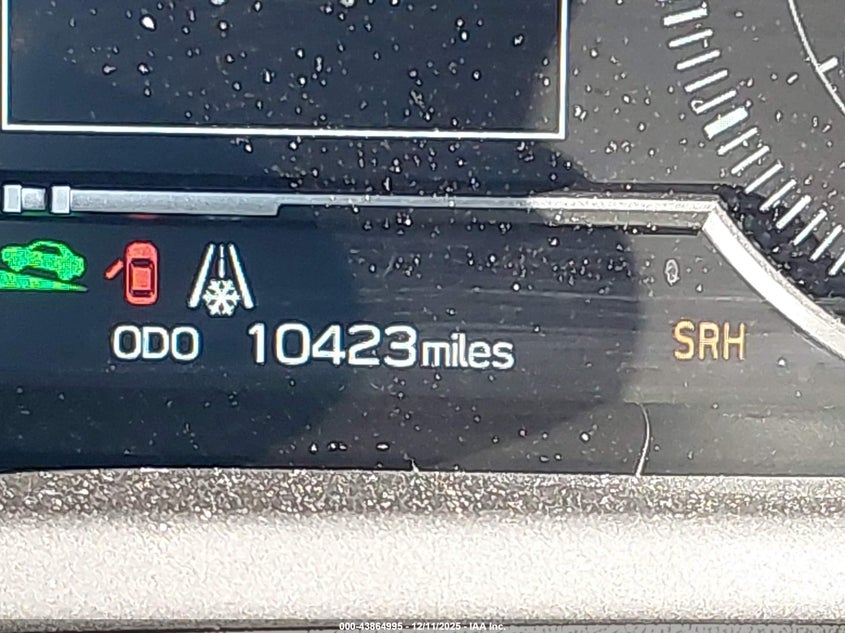 ODO 10423miles
SRH
000-43864995 - 12/11/2025 - IAA Inc.